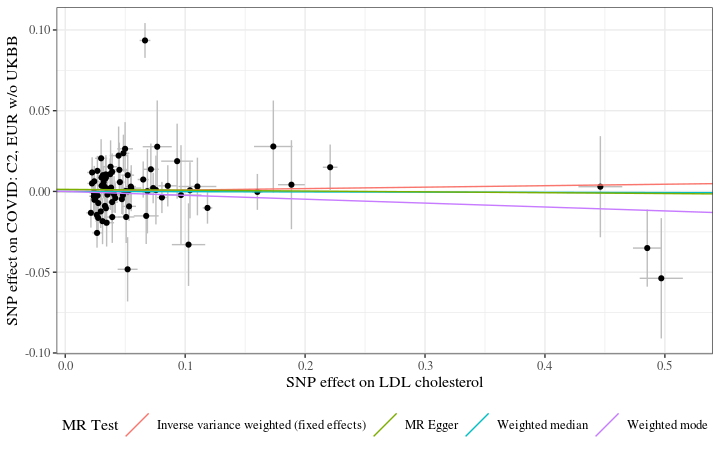 SNP effect on COVID: C2, EUR w/o UKBB
0.10
0.05
0.00
-0.05
-0.10
0.0 0.1 0.2 0.3 0.4 0.5
SNP effect on LDL cholesterol
MR Test Inverse variance weighted (fixed effects) MR Egger Weighted median Weighted mode